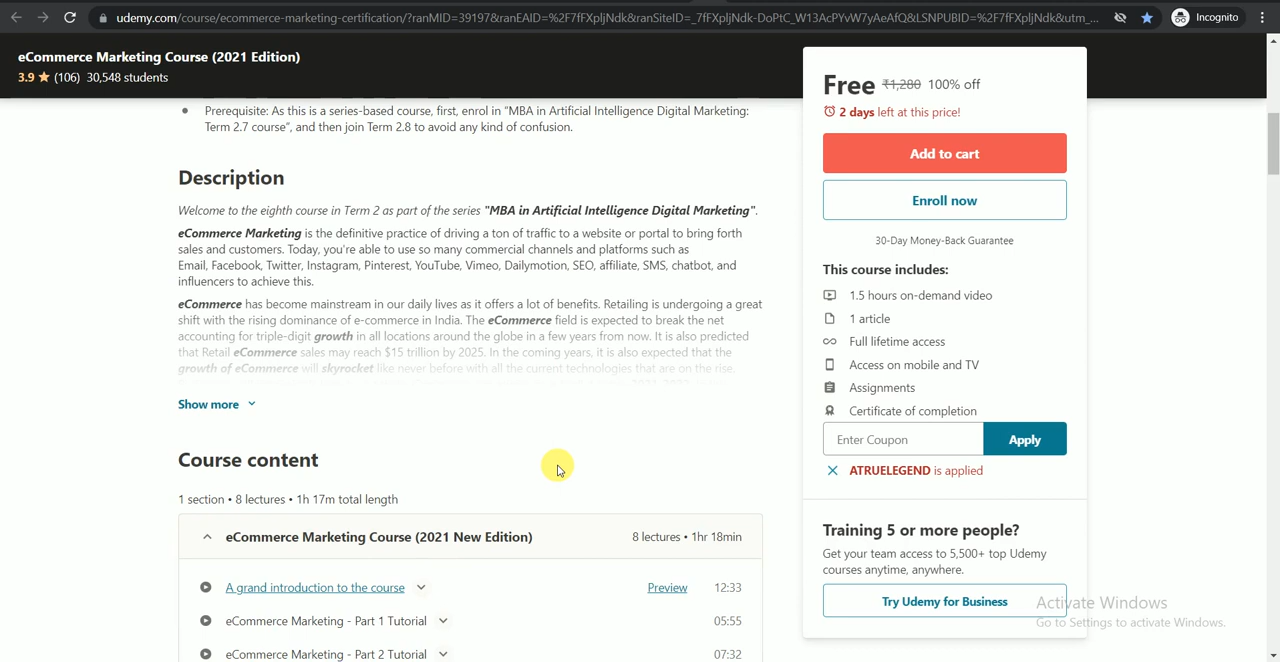 udemy.com/course/ecommerce-marketing-certification/?ranMID=39197&ranEAID=%2F7fFXpljNdk&ranSiteID=_7fFXpljNdk-DoPtC_W13AcPYvW7yAeAfQ&LSNPUBID=%2F7fFXpljNdk&utm_...
Incognito
eCommerce Marketing Course (2021 Edition)
3.9 ★ (106) 30,548 students
• Prerequisite: As this is a series-based course, first, enrol in "MBA in Artificial Intelligence Digital Marketing:
Term 2.7 course", and then join Term 2.8 to avoid any kind of confusion.
Description
Welcome to the eighth course in Term 2 as part of the series "MBA in Artificial Intelligence Digital Marketing".
eCommerce Marketing is the definitive practice of driving a ton of traffic to a website or portal to bring forth
sales and customers. Today, you're able to use so many commercial channels and platforms such as
Email, Facebook, Twitter, Instagram, Pinterest, YouTube, Vimeo, Dailymotion, SEO, affiliate, SMS, chatbot, and
influencers to achieve this.
eCommerce has become mainstream in our daily lives as it offers a lot of benefits. Retailing is undergoing a great
shift with the rising dominance of e-commerce in India. The eCommerce field is expected to break the net
accounting for triple-digit growth in all locations around the globe in a few years from now. It is also predicted
that Retail eCommerce sales may reach $15 trillion by 2025. In the coming years, it is also expected that the
growth of eCommerce will skyrocket like never before with all the current technologies that are on the rise.
Show more
Course content
1 section • 8 lectures • 1h 17m total length
eCommerce Marketing Course (2021 New Edition) 8 lectures • 1hr 18min
A grand introduction to the course Preview 12:33
eCommerce Marketing - Part 1 Tutorial 05:55
eCommerce Marketing - Part 2 Tutorial 07:32
Free ₹1,280 100% off
2 days left at this price!
Add to cart
Enroll now
30-Day Money-Back Guarantee
This course includes:
1.5 hours on-demand video
1 article
Full lifetime access
Access on mobile and TV
Assignments
Certificate of completion
Enter Coupon Apply
ATRUELEGEND is applied
Training 5 or more people?
Get your team access to 5,500+ top Udemy
courses anytime, anywhere.
Try Udemy for Business
Activate Windows
Go to Settings to activate Windows.